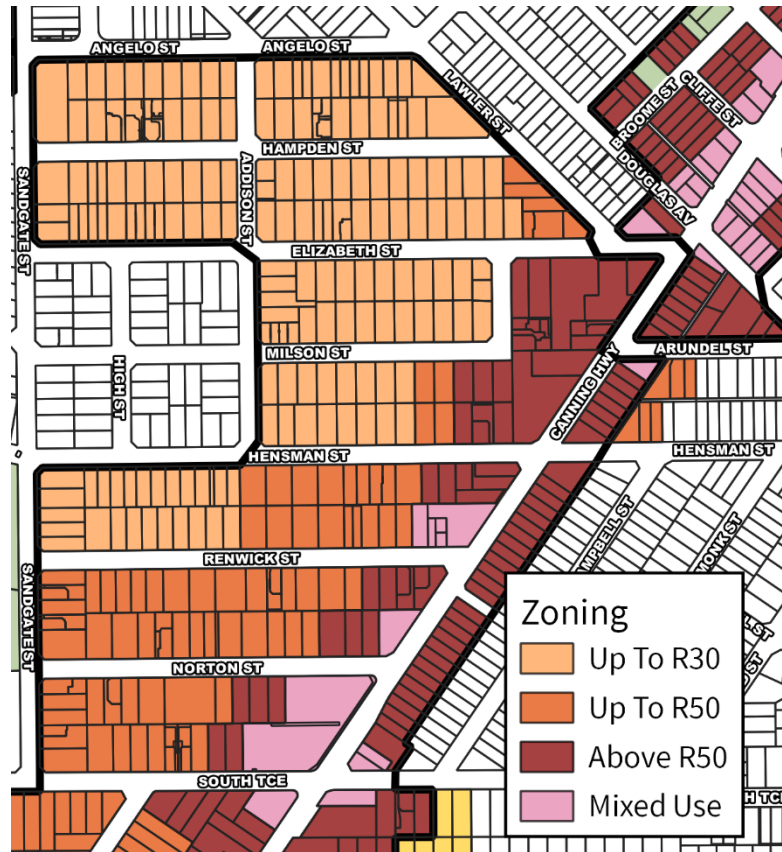 ANGELO ST
ANGELO ST
LAWLER ST
CLIFFE ST
BROOME ST
DOUGLAS AV
HAMPDEN ST
ADDISON ST
SANDGATE ST
ELIZABETH ST
MILSON ST
ARUNDEL ST
HIGH ST
CANNING HWY
HENSMAN ST
HENSMAN ST
RENWICK ST
MONK ST
SANDGATE ST
NORTON ST
SOUTH TCE
Zoning
Up To R30
Up To R50
Above R50
Mixed Use